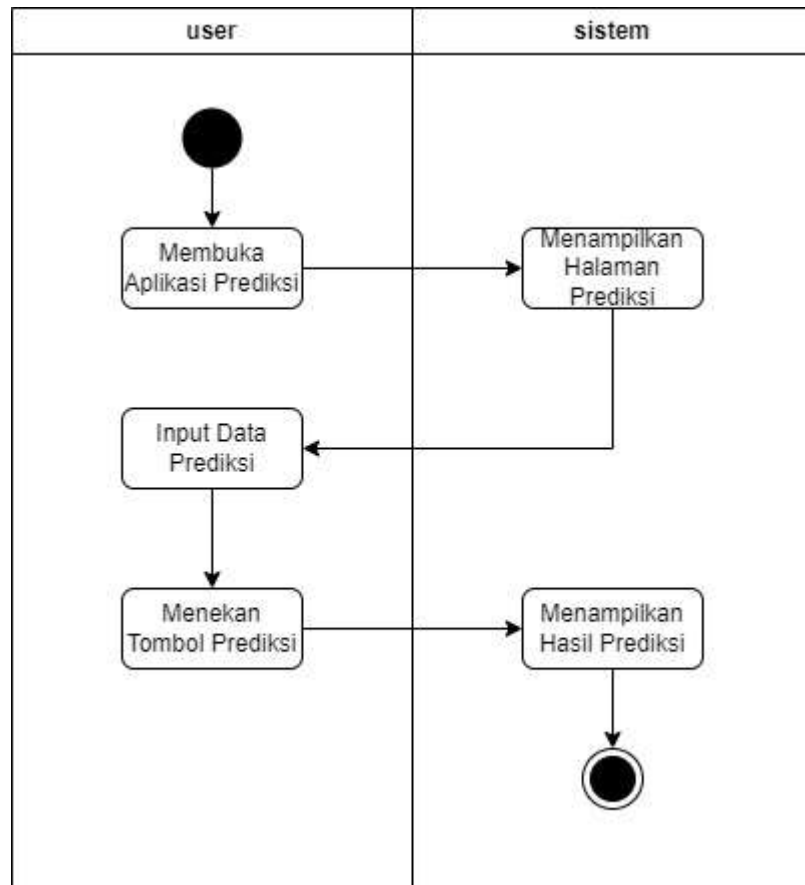 user
sistem
Membuka
Aplikasi Prediksi
Menampilkan
Halaman
Prediksi
Input Data
Prediksi
Menekan
Tombol Prediksi
Menampilkan
Hasil Prediksi